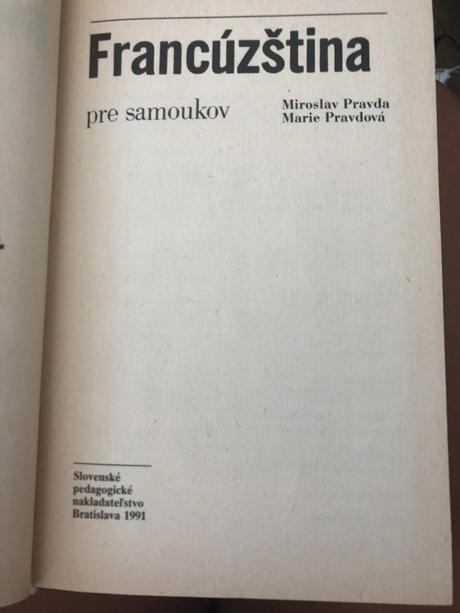 Francúzština
pre samoukov
Miroslav Pravda
Marie Pravdová
Slovenské
pedagogické
nakladateľstvo
Bratislava 1991